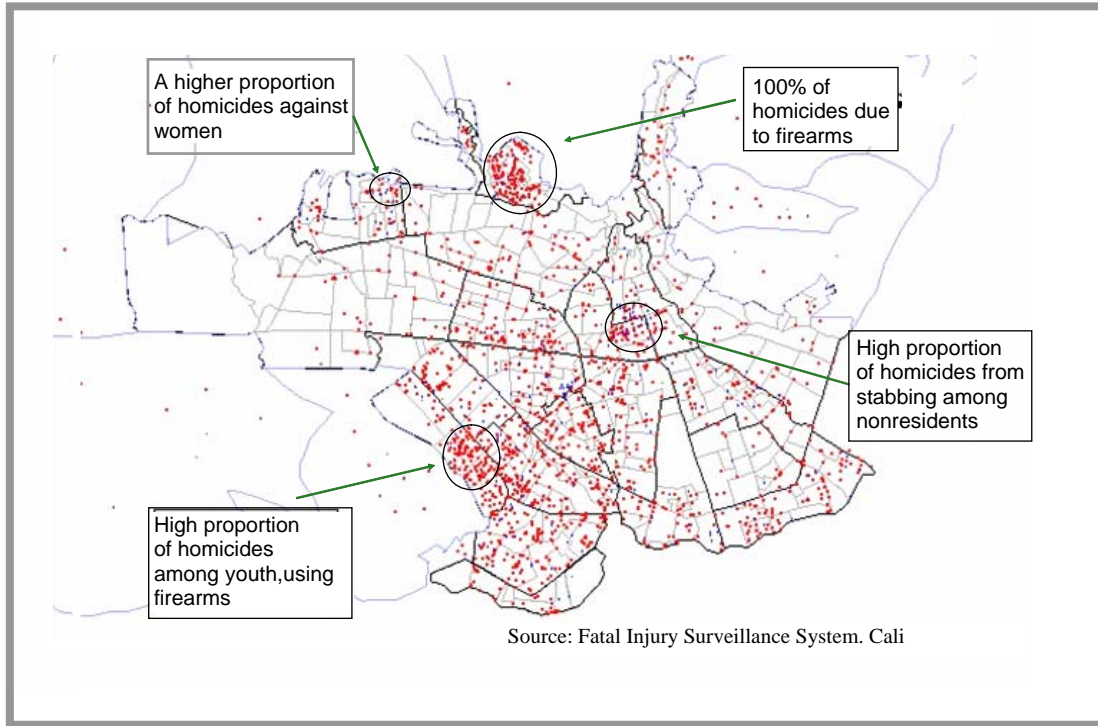 A higher proportion
of homicides against
women
100% of
homicides due
to firearms
High proportion
of homicides from
stabbing among
nonresidents
High proportion
of homicides
among youth,using
firearms
Source: Fatal Injury Surveillance System. Cali